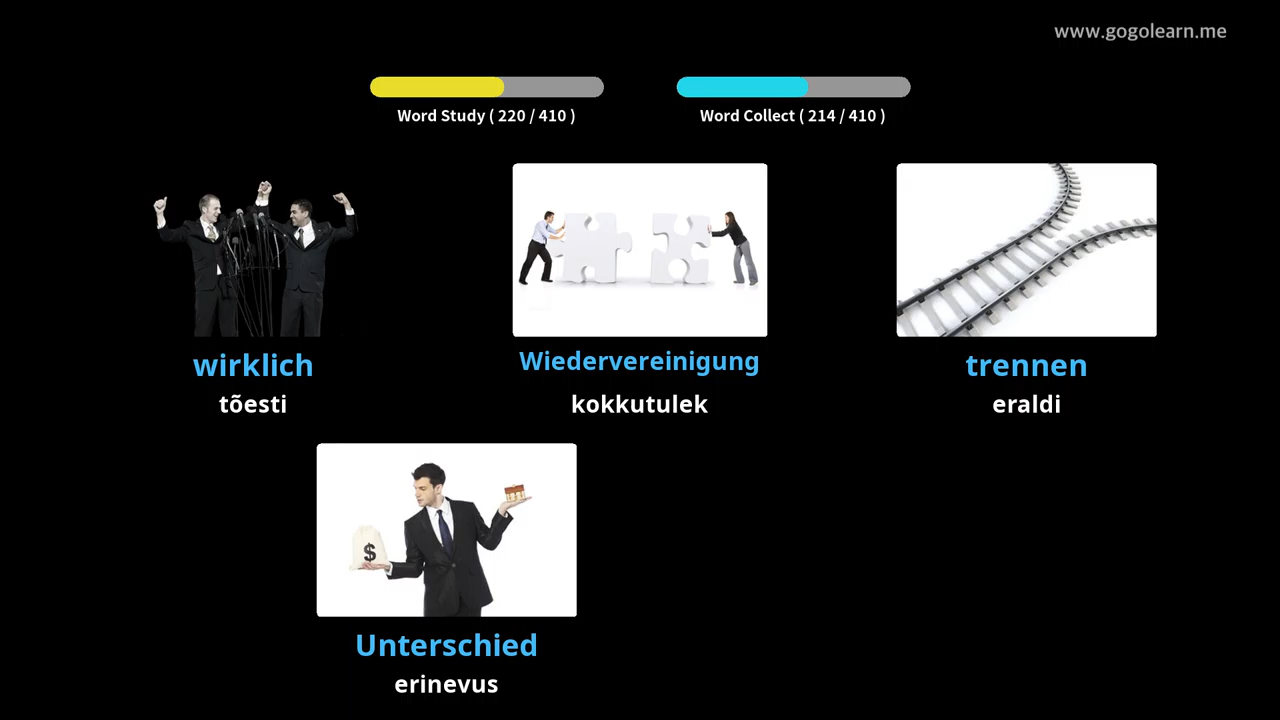 www.gogolearn.me
Word Study ( 220 / 410 )
Word Collect ( 214 / 410 )
wirklich
tõesti
Wiedervereinigung
kokkutulek
trennen
eraldi
$
Unterschied
erinevus